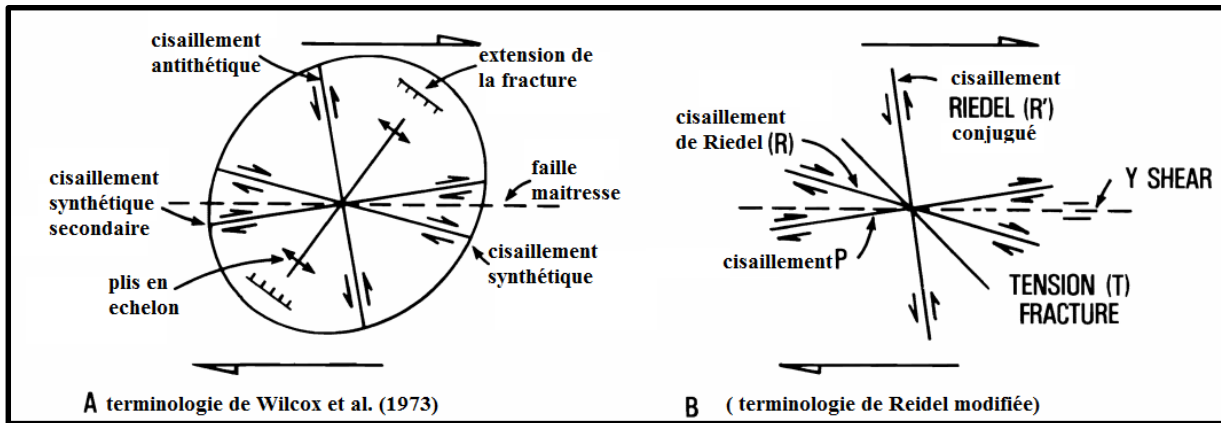 cisaillement
antithétique
extension de
la fracture
cisaillement
synthétique
secondaire
faille
maitresse
plis en
echelon
cisaillement
synthétique
A terminologie de Wilcox et al. (1973)
cisaillement
RIEDEL (R')
conjugué
cisaillement
de Riedel (R)
Y SHEAR
cisaillement P
TENSION (T)
FRACTURE
B ( terminologie de Reidel modifiée)